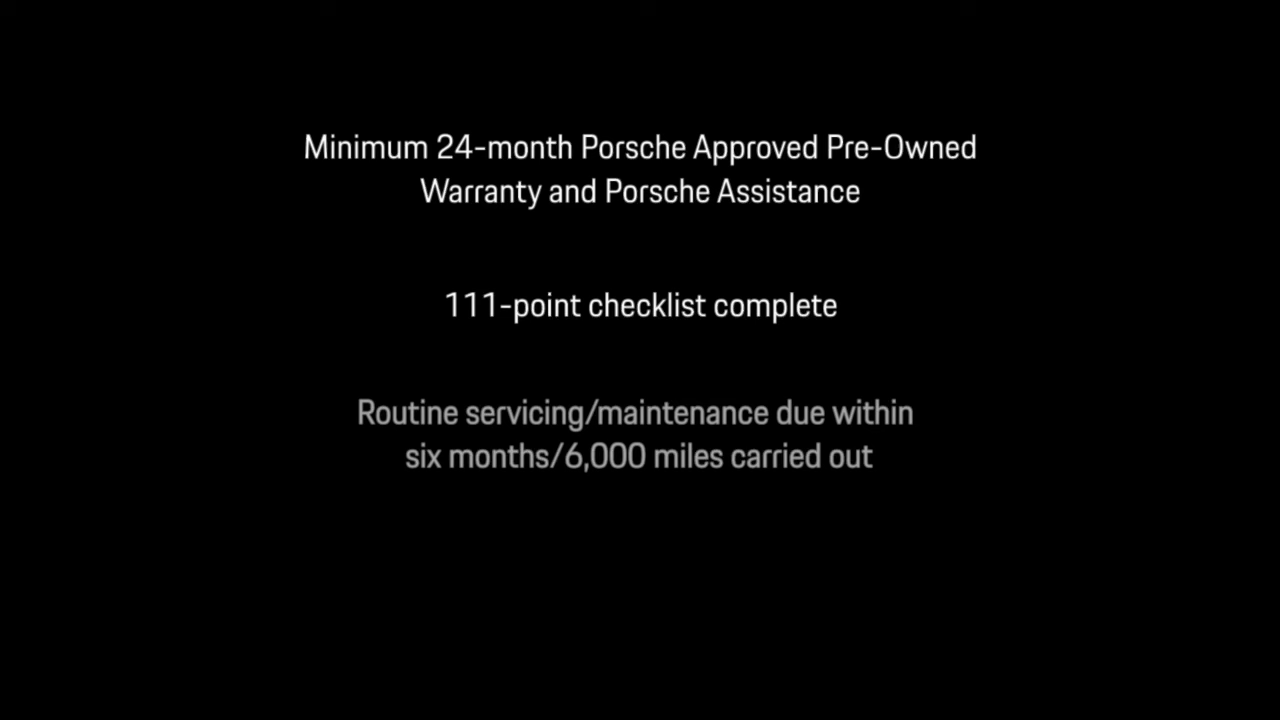 Minimum 24-month Porsche Approved Pre-Owned
Warranty and Porsche Assistance
111-point checklist complete
Routine servicing/maintenance due within
six months/6,000 miles carried out